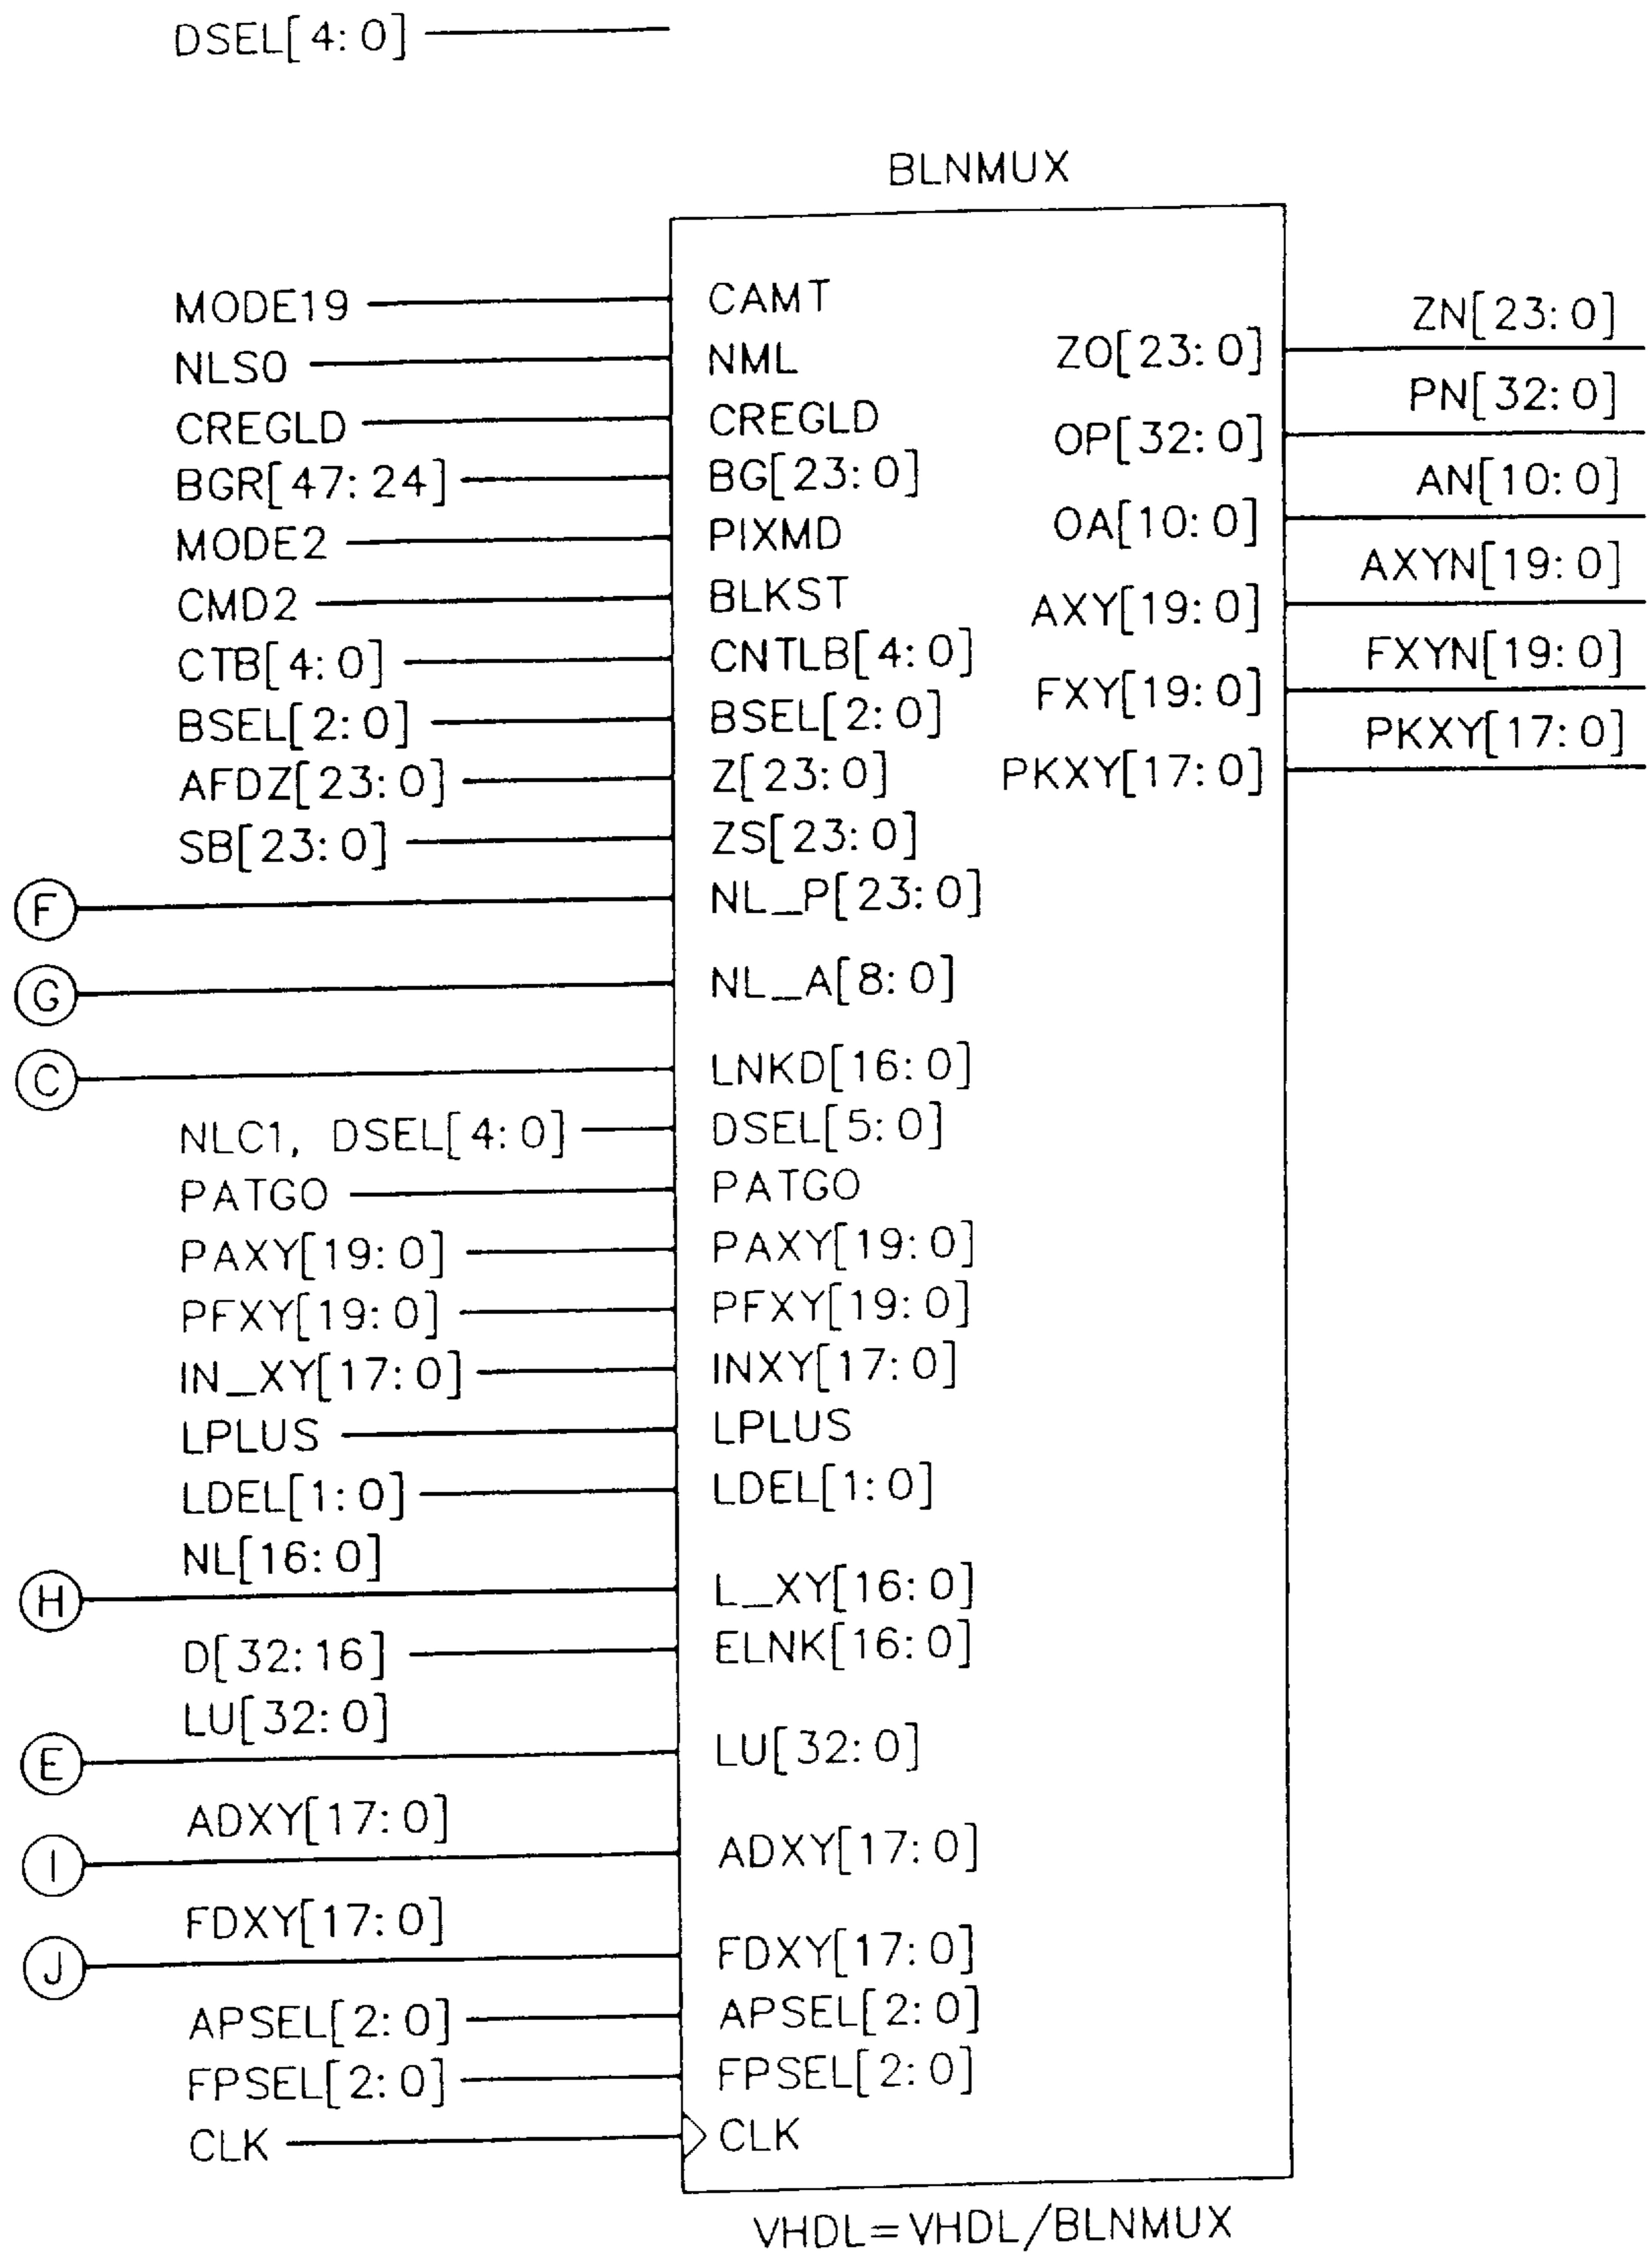 DSEL[4:0]
BLNMUX
MODE19 CAMT
ZN[23:0]
NLS0 NML ZO[23:0]
PN[32:0]
CREGLD CREGLD OP[32:0]
BGR[47:24] BG[23:0] AN[10:0]
MODE2 PIXMD OA[10:0]
AXYN[19:0]
CMD2 BLKST AXY[19:0]
CTB[4:0] CNTLB[4:0] FXYN[19:0]
BSEL[2:0] BSEL[2:0] FXY[19:0]
PKXY[17:0]
AFDZ[23:0] Z[23:0] PKXY[17:0]
SB[23:0] ZS[23:0]
F NL_P[23:0]
G NL_A[8:0]
C LNKD[16:0]
NLC1, DSEL[4:0] DSEL[5:0]
PATGO PATGO
PAXY[19:0] PAXY[19:0]
PFXY[19:0] PFXY[19:0]
IN_XY[17:0] INXY[17:0]
LPLUS LPLUS
LDEL[1:0] LDEL[1:0]
NL[16:0]
H L_XY[16:0]
D[32:16] ELNK[16:0]
LU[32:0]
E LU[32:0]
ADXY[17:0]
I ADXY[17:0]
FDXY[17:0]
J FDXY[17:0]
APSEL[2:0] APSEL[2:0]
FPSEL[2:0] FPSEL[2:0]
CLK CLK
VHDL=VHDL/BLNMUX